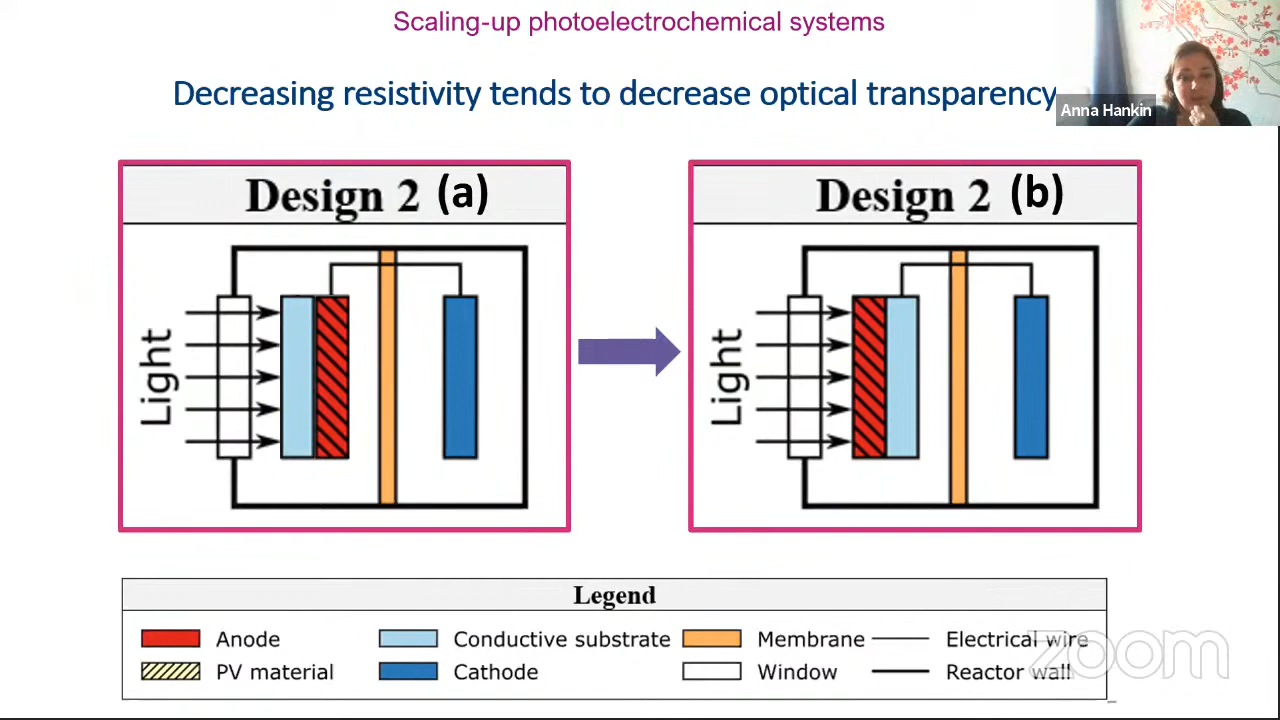 Scaling-up photoelectrochemical systems
Decreasing resistivity tends to decrease optical transparency
Anna Hankin
Design 2 (a)
Light
Design 2 (b)
Light
Legend
Anode
Conductive substrate
Membrane
Electrical wire
PV material
Cathode
Window
Reactor wall
zoom